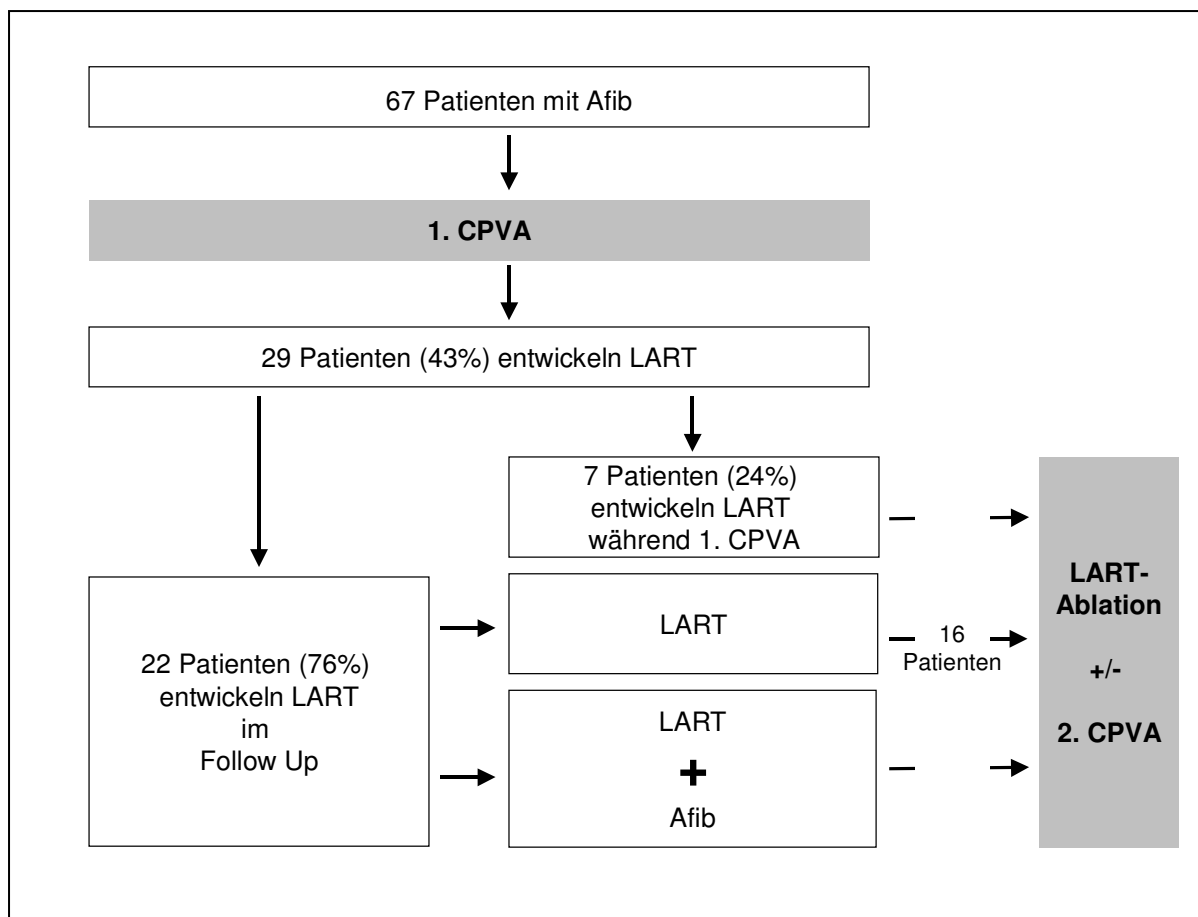 67 Patienten mit Afib
1. CPVA
29 Patienten (43%) entwickeln LART
7 Patienten (24%)
entwickeln LART
während 1. CPVA
22 Patienten (76%)
entwickeln LART
im
Follow Up
LART
LART
+
Afib
16
Patienten
LART-
Ablation
+/-
2. CPVA